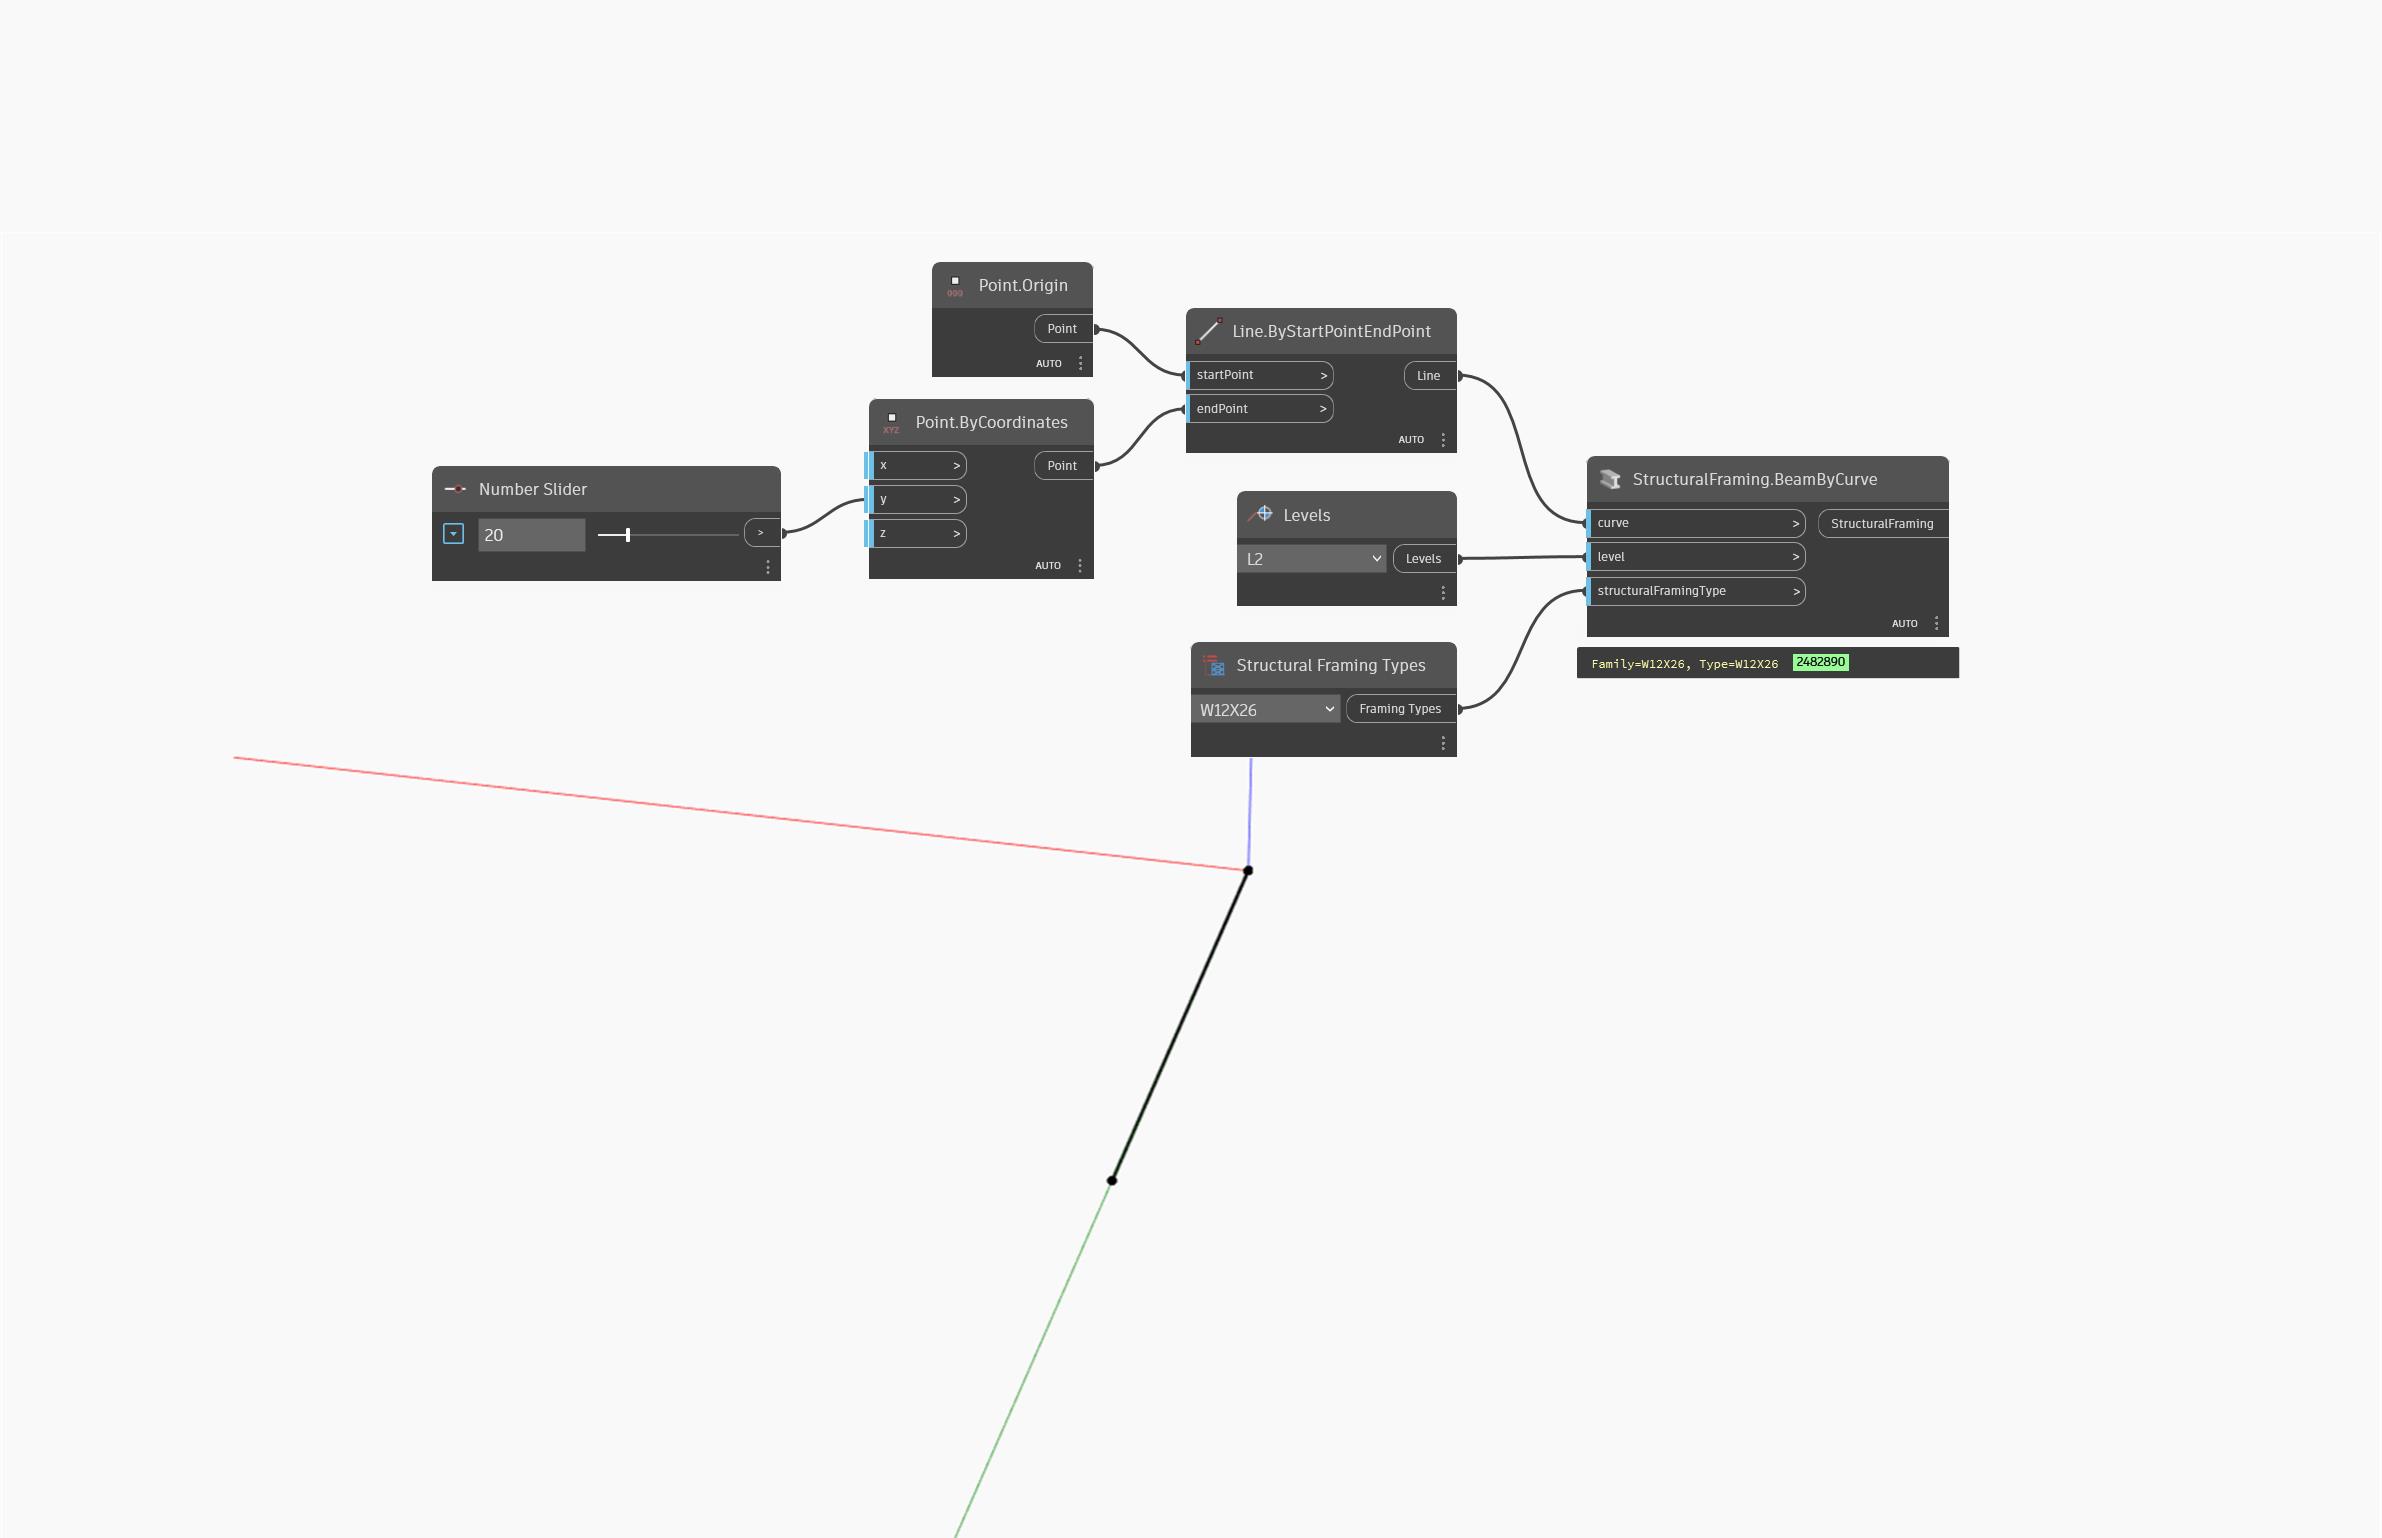 Point.Origin
000
Point
AUTO
Line.ByStartPointEndPoint
startPoint >
Line
endPoint >
AUTO
Point.ByCoordinates
XYZ
x >
Point
y >
z >
AUTO
Number Slider
20
>
Levels
L2
Levels
StructuralFraming.BeamByCurve
curve >
StructuralFraming
level >
structuralFramingType >
AUTO
Family=W12X26, Type=W12X26 2482890
Structural Framing Types
W12X26
Framing Types